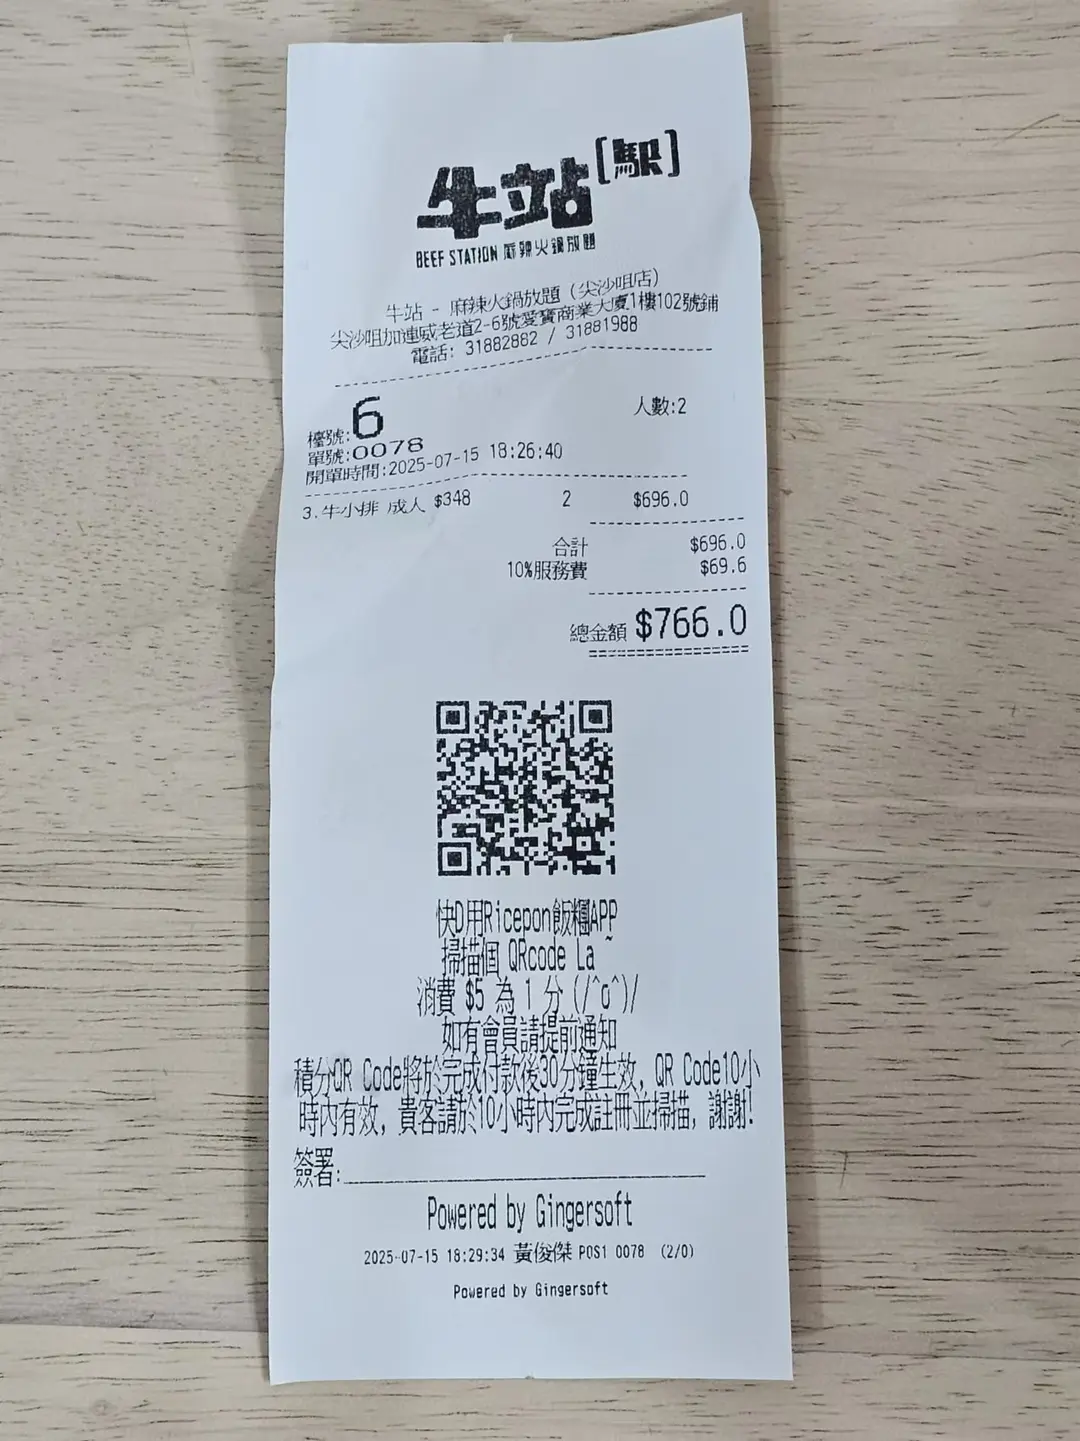 牛站[駅]
BEEF STATION 麻辣火鍋放題
牛站 - 麻辣火鍋放題 (尖沙咀店)
尖沙咀加連威老道2-6號愛賓商業大廈1樓102號舖
電話: 31882882 / 31881988
檯號:6 人數:2
單號:0078
開單時間:2025-07-15 18:26:40
3.牛小排 成人 $348 2 $696.0
合計 $696.0
10%服務費 $69.6
總金額 $766.0
快D用Ricepon飯糰APP
掃描個 QRcode La~
消費 $5 為 1 分 (/^o^)/
如有會員請提前通知
積分QR Code將於完成付款後30分鐘生效, QR Code10小
時內有效, 貴客請於10小時內完成註冊並掃描, 謝謝!
簽署:
Powered by Gingersoft
2025-07-15 18:29:34 黃俊傑 POS1 0078 (2/0)
Powered by Gingersoft